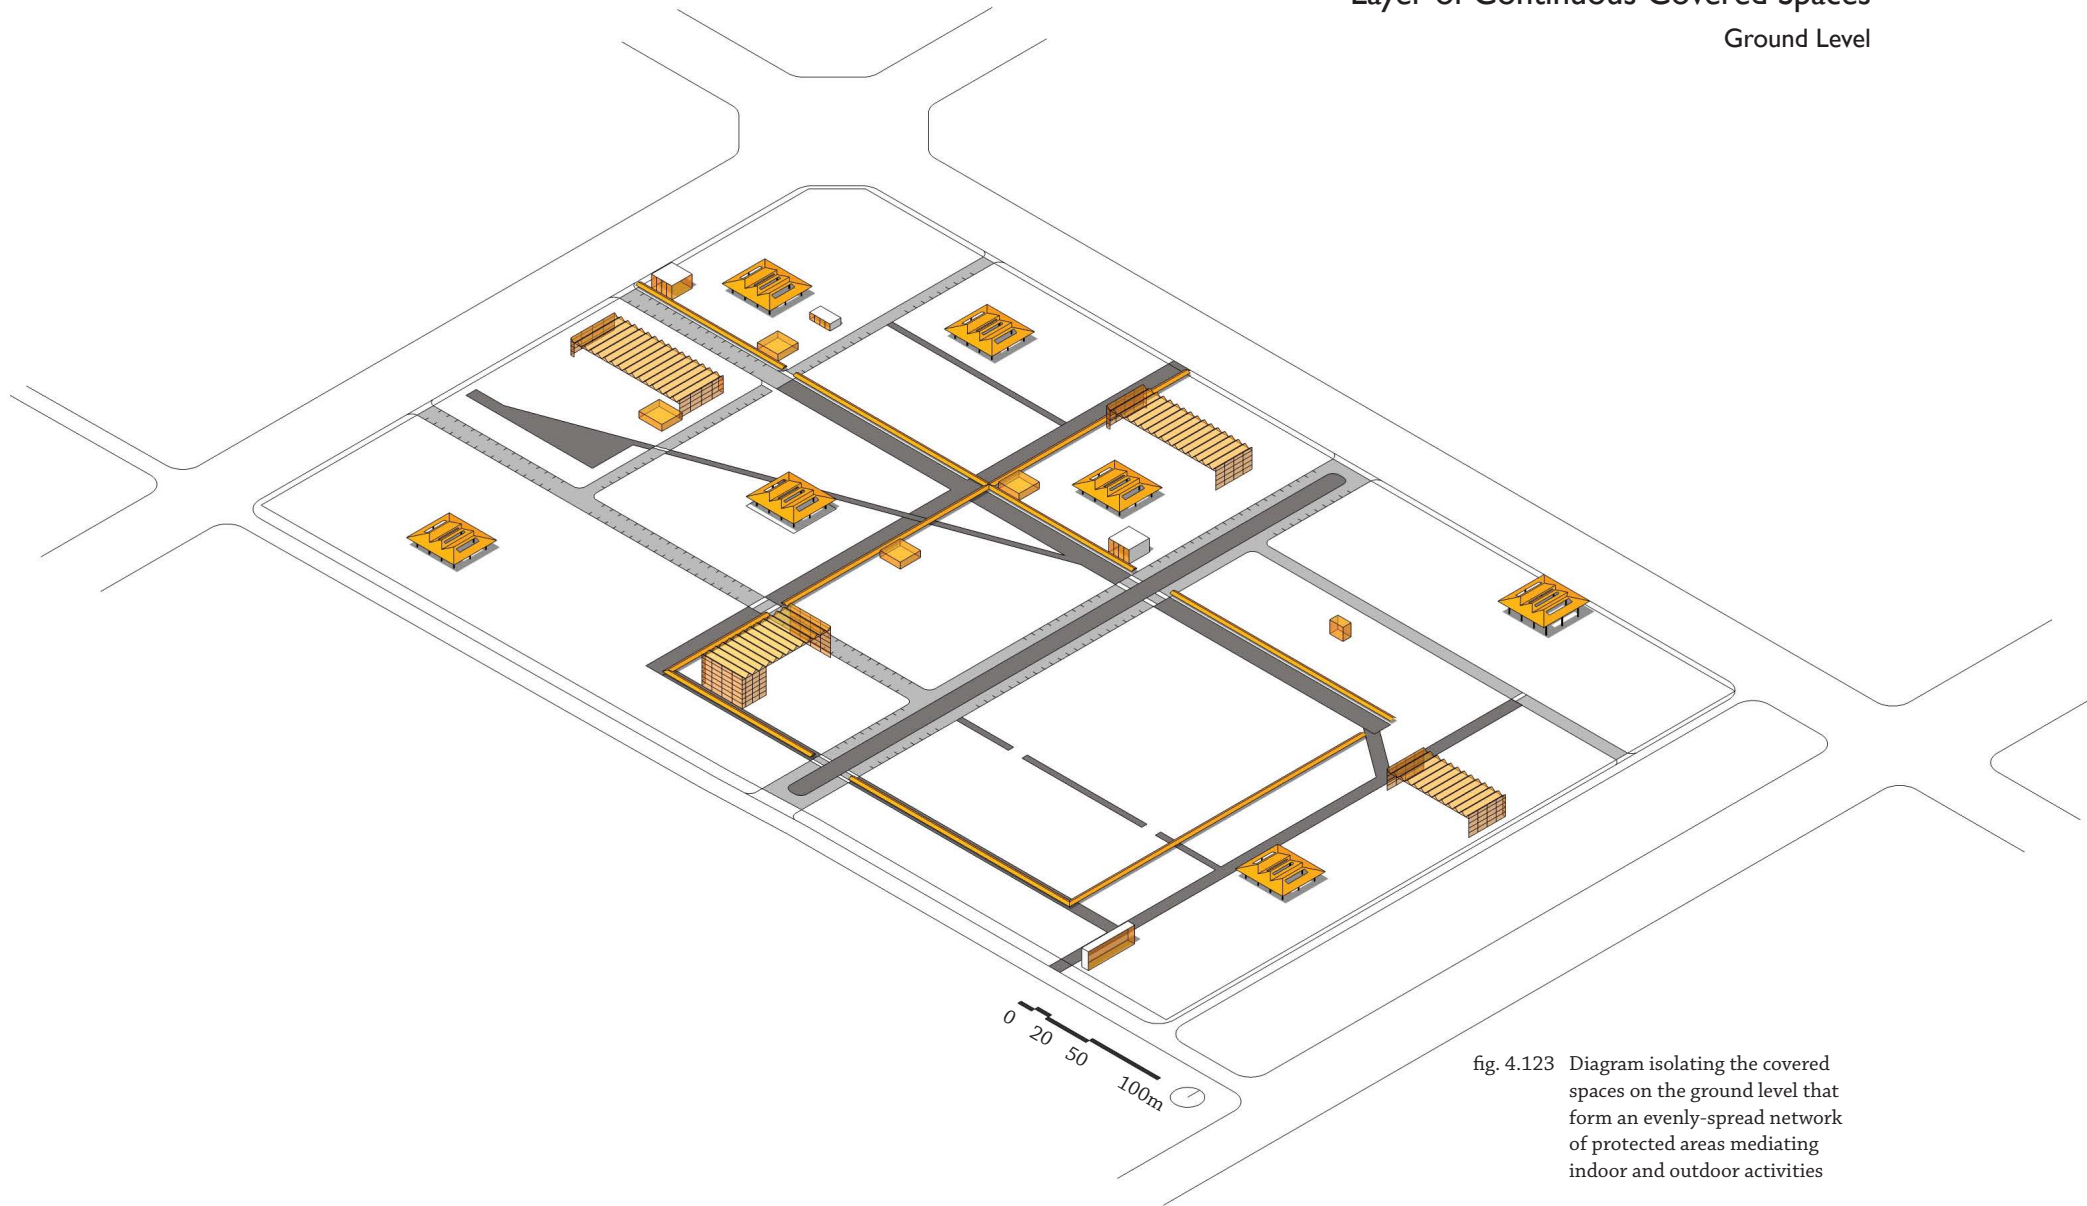 Layer of Continuous Covered Spaces
Ground Level
0
20
50
100m
fig. 4.123 Diagram isolating the covered
spaces on the ground level that
form an evenly-spread network
of protected areas mediating
indoor and outdoor activities